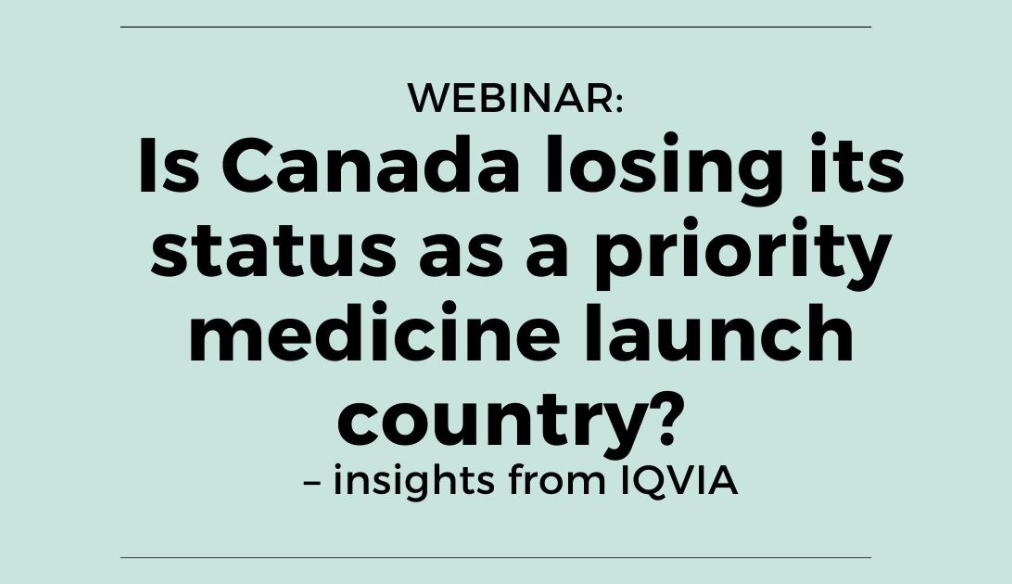 WEBINAR:
Is Canada losing its
status as a priority
medicine launch
country?
– insights from IQVIA